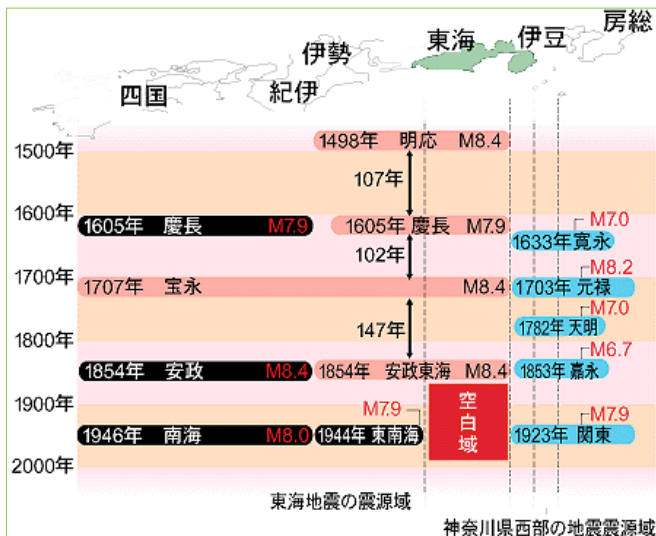 房総
伊豆
東海
伊勢
紀伊
四国
1500年
1498年 明応 M8.4
107年
1600年
1605年 慶長 M7.9
1605年 慶長 M7.9
M7.0
1633年 寛永
102年
M8.2
1700年
1707年 宝永 M8.4
1703年 元禄
M7.0
147年
1782年 天明
1800年
M6.7
1854年 安政 M8.4
1854年 安政東海 M8.4
1853年 嘉永
1900年
M7.9
空白域
M7.9
1946年 南海 M8.0
1944年 東南海
1923年 関東
2000年
東海地震の震源域
神奈川県西部の地震震源域